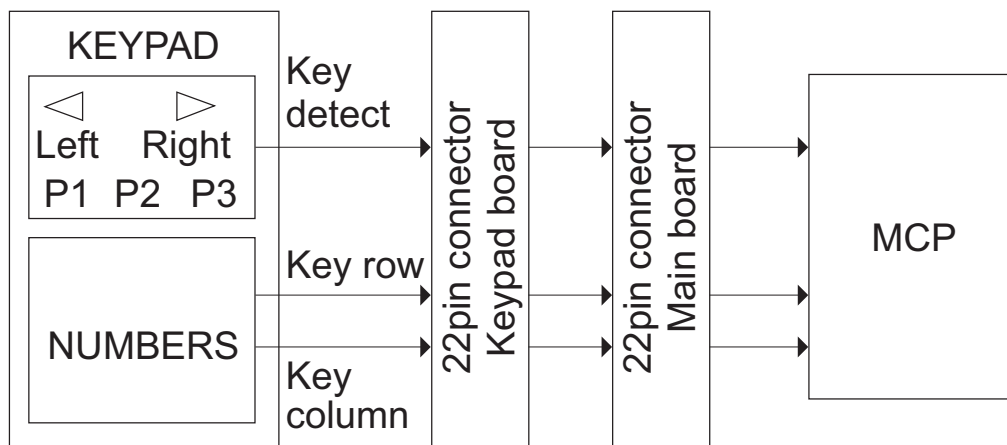 KEYPAD
Left Right
P1 P2 P3
NUMBERS
Key
detect
Key row
Key
column
22pin connector
Keypad board
22pin connector
Main board
MCP